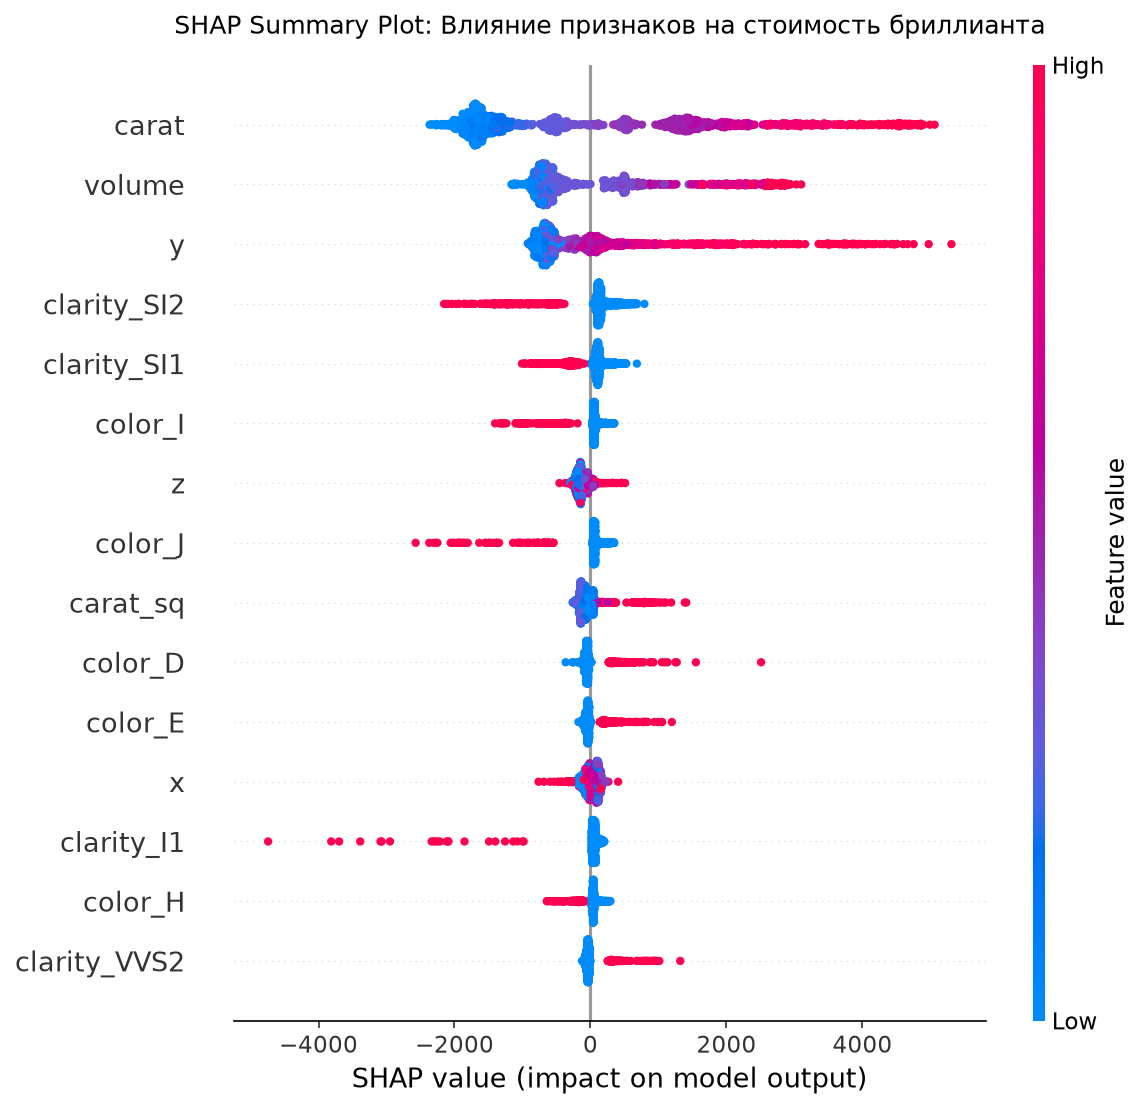 SHAP Summary Plot: Влияние признаков на стоимость бриллианта
High
carat
volume
y
clarity_SI2
clarity_SI1
color_I
z
color_J
carat_sq
color_D
color_E
x
clarity_I1
color_H
clarity_VVS2
Feature value
Low
−4000
−2000
0
2000
4000
SHAP value (impact on model output)